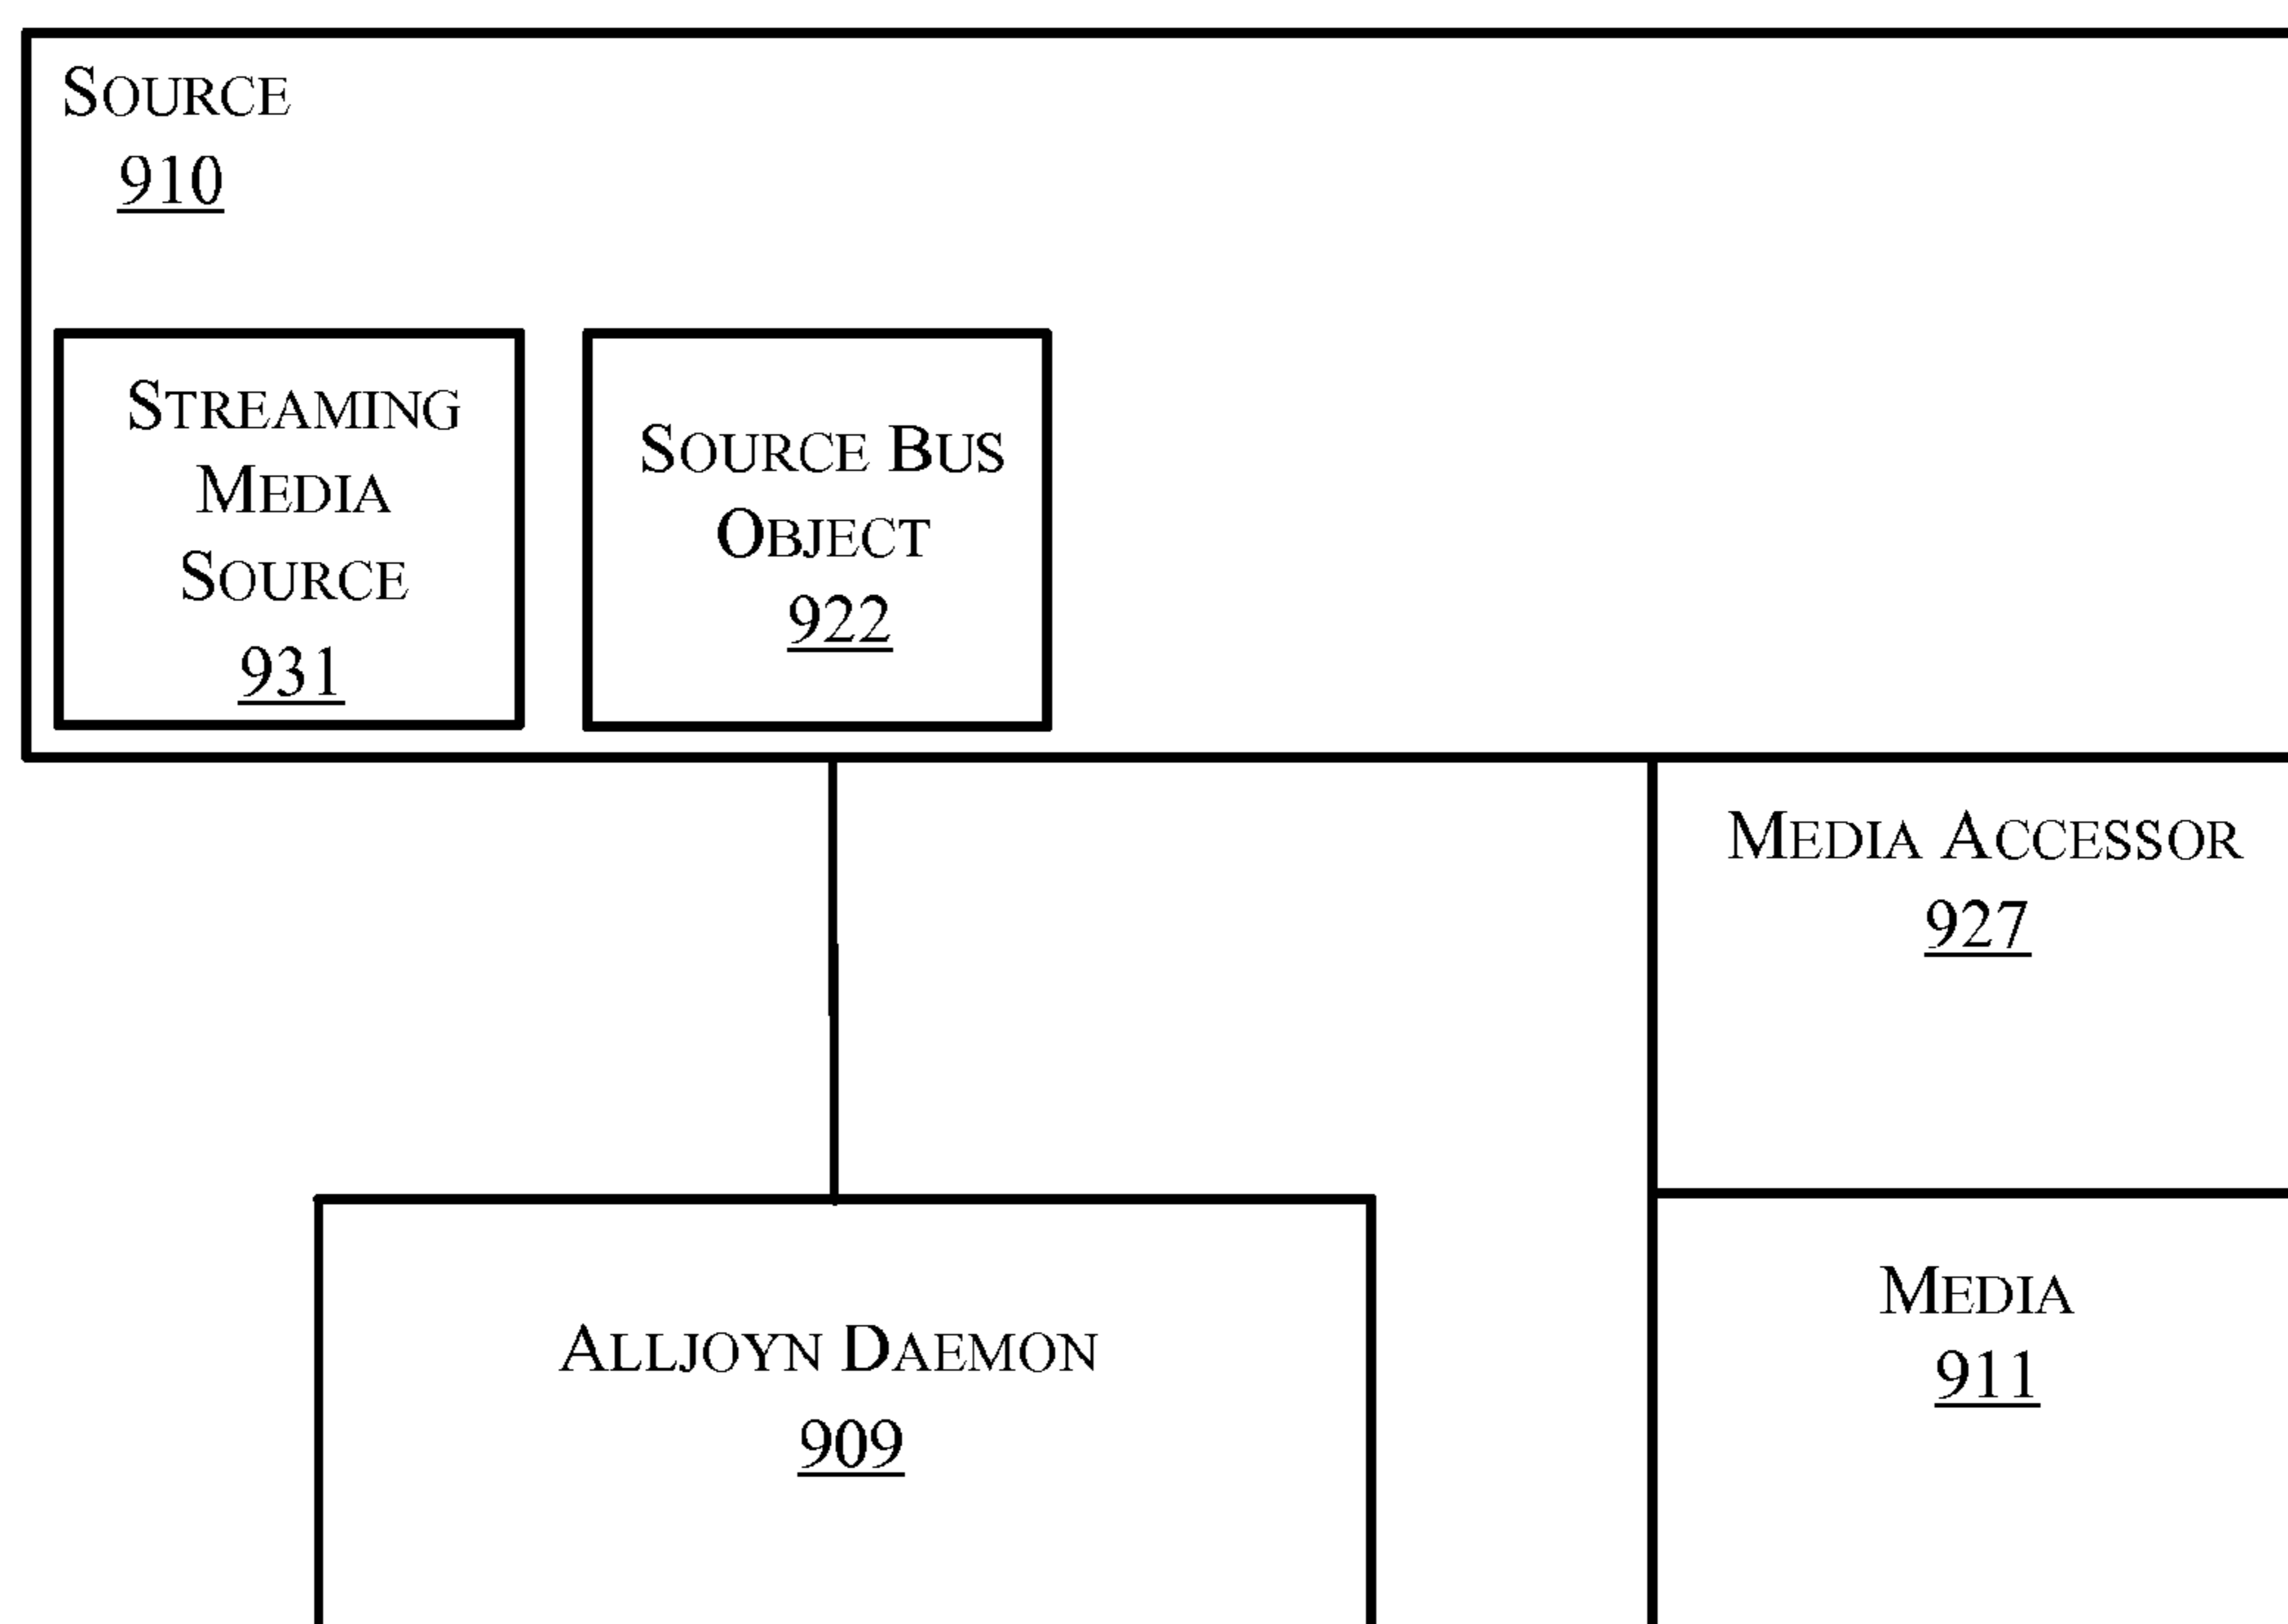 SOURCE
910
STREAMING
MEDIA
SOURCE
931
SOURCE BUS
OBJECT
922
MEDIA ACCESSOR
927
MEDIA
911
ALLJOYN DAEMON
909